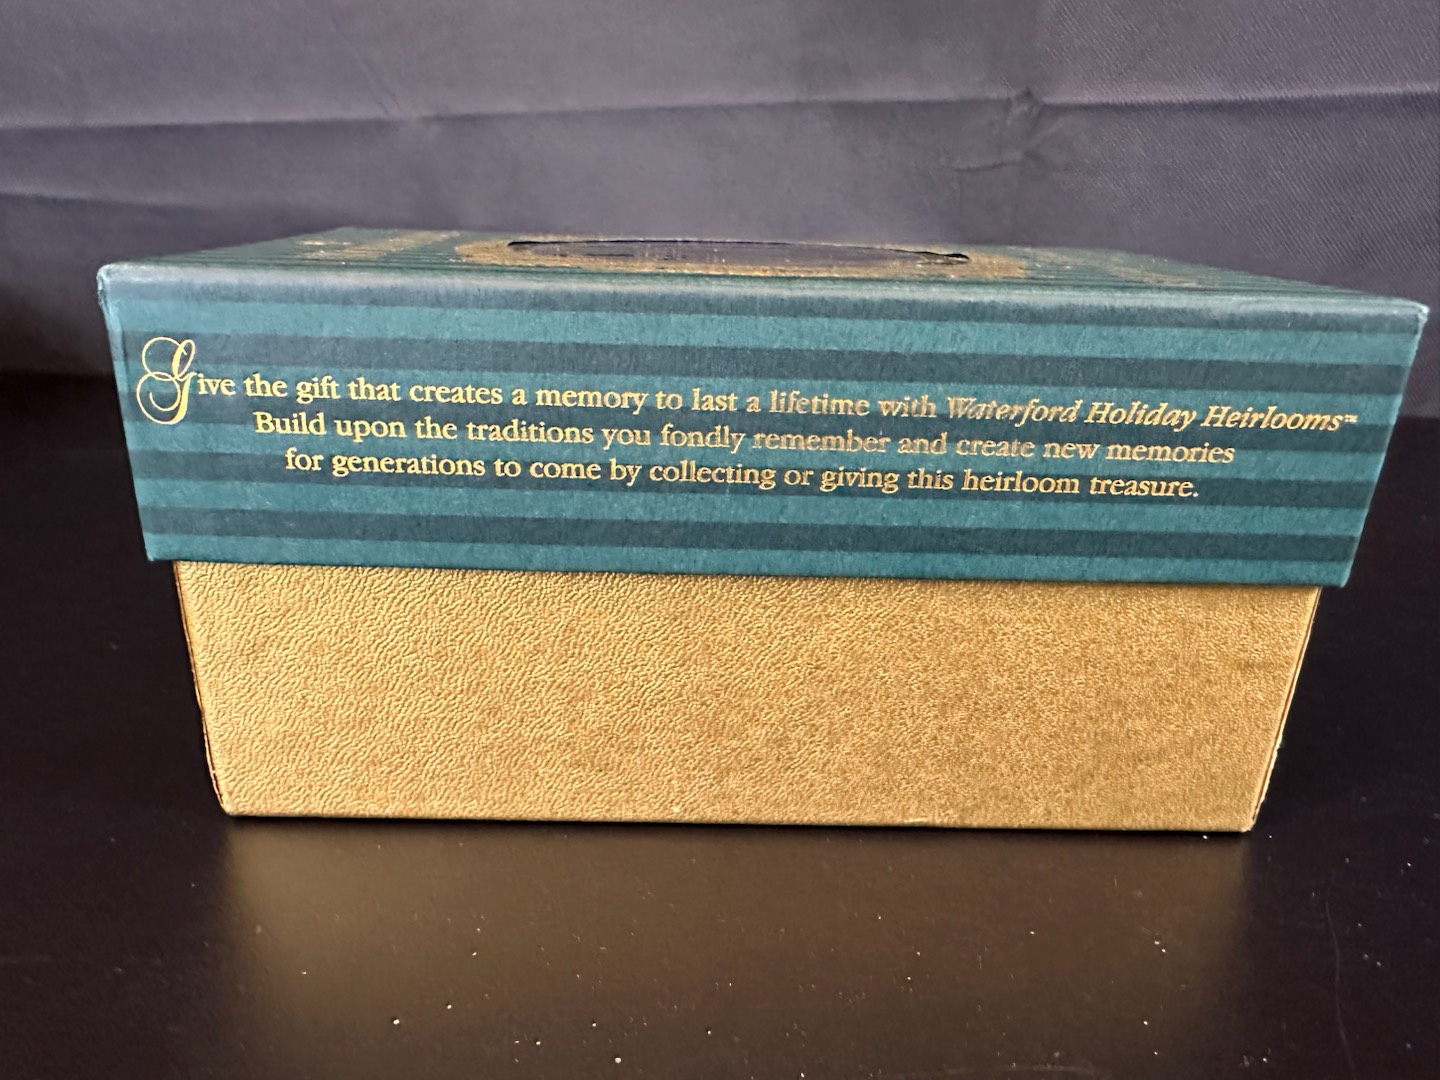 Give the gift that creates a memory to last a lifetime with Waterford Holiday Heirlooms™
Build upon the traditions you fondly remember and create new memories
for generations to come by collecting or giving this heirloom treasure.